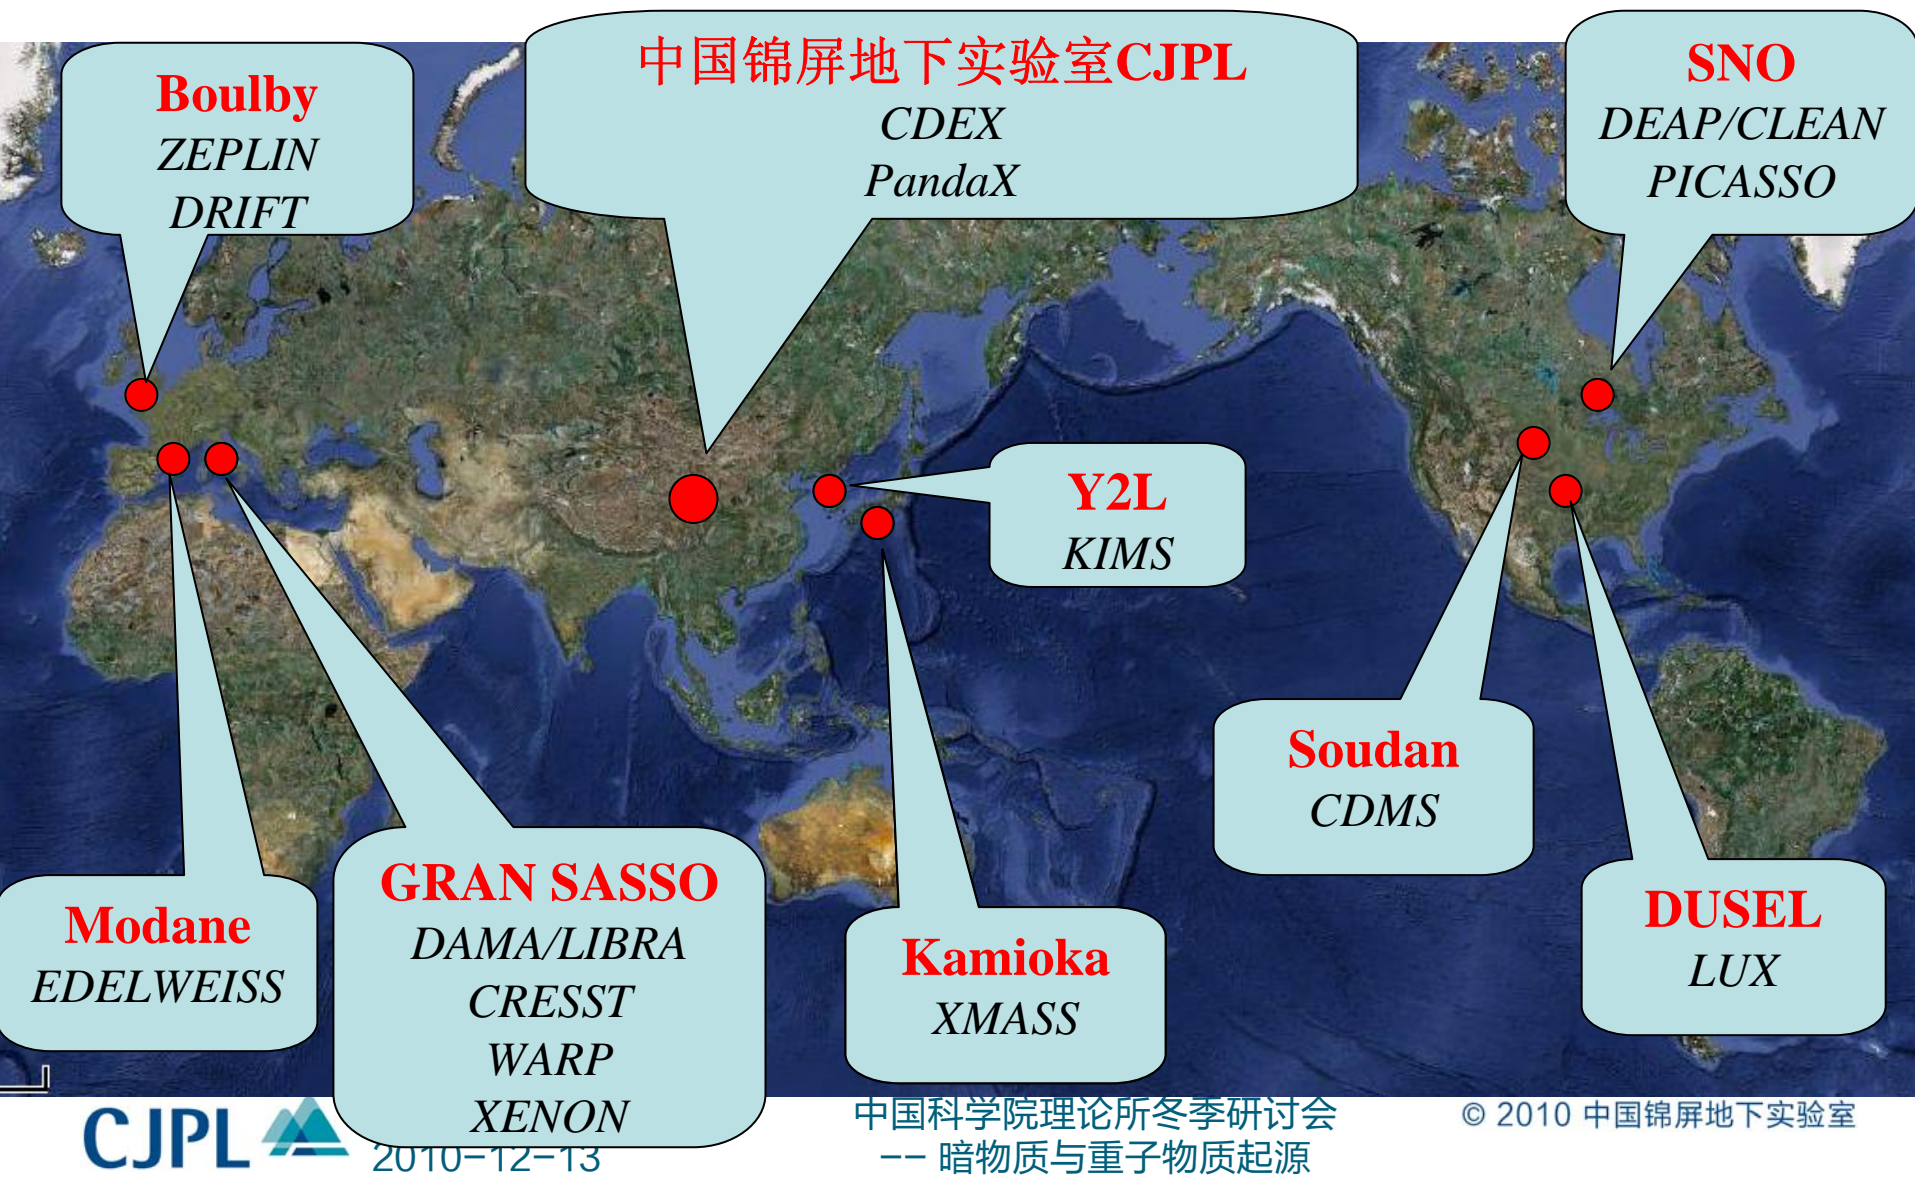 Boulby
ZEPLIN
DRIFT
中国锦屏地下实验室CJPL
CDEX
PandaX
SNO
DEAP/CLEAN
PICASSO
Y2L
KIMS
Soudan
CDMS
Modane
EDELWEISS
GRAN SASSO
DAMA/LIBRA
CRESST
WARP
XENON
Kamioka
XMASS
DUSEL
LUX
CJPL
2010-12-13
中国科学院理论所冬季研讨会
-- 暗物质与重子物质起源
© 2010 中国锦屏地下实验室